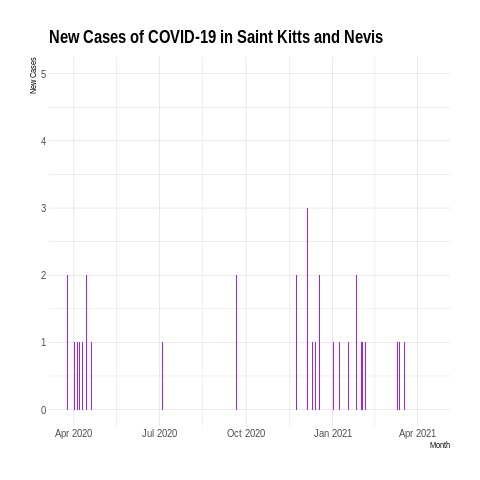 New Cases of COVID-19 in Saint Kitts and Nevis
New Cases
5
4
3
2
1
0
Apr 2020 Jul 2020 Oct 2020 Jan 2021 Apr 2021
Month